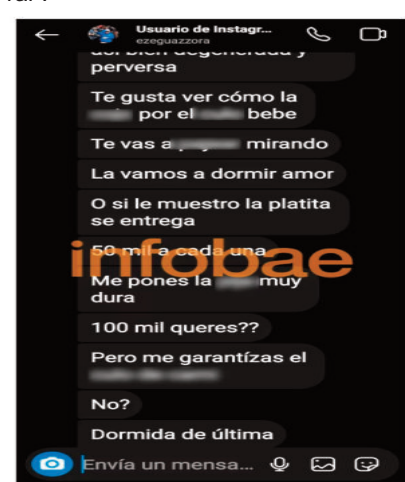 Usuario de Instagr...
ezeguazzora
bien degenerada y
perversa
Te gusta ver cómo la
por el bebe
Te vas a mirando
La vamos a dormir amor
O si le muestro la platita
se entrega
50 mil a cada una
infobae
Me pones la muy
dura
100 mil queres??
Pero me garantízas el
No?
Dormida de última
Envía un mensa...